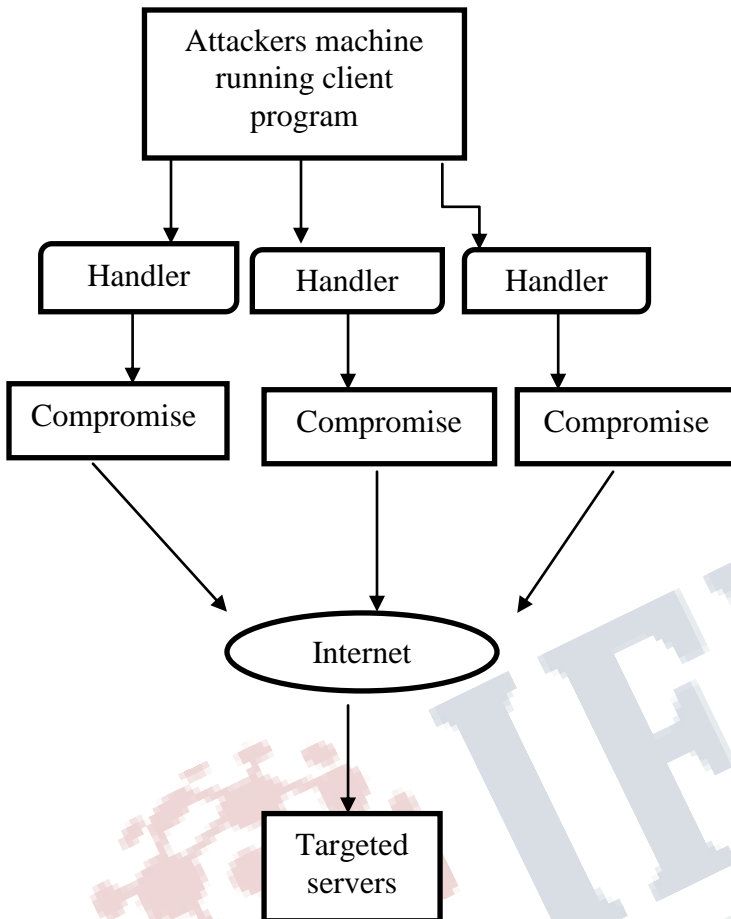 Attackers machine
running client
program
Handler
Handler
Handler
Compromise
Compromise
Compromise
Internet
Targeted
servers